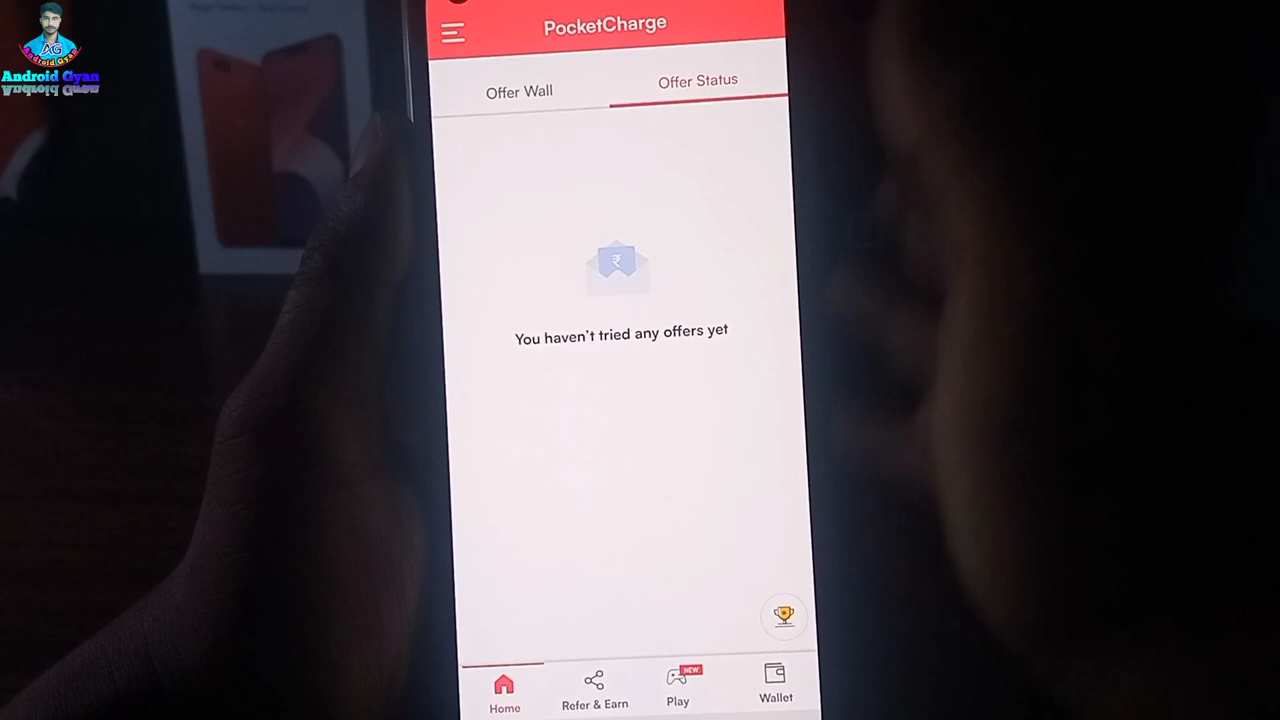 AG
Android Gyan
Android Gyan
PocketCharge
Offer Wall
Offer Status
₹
You haven't tried any offers yet
NEW
Home
Refer & Earn
Play
Wallet